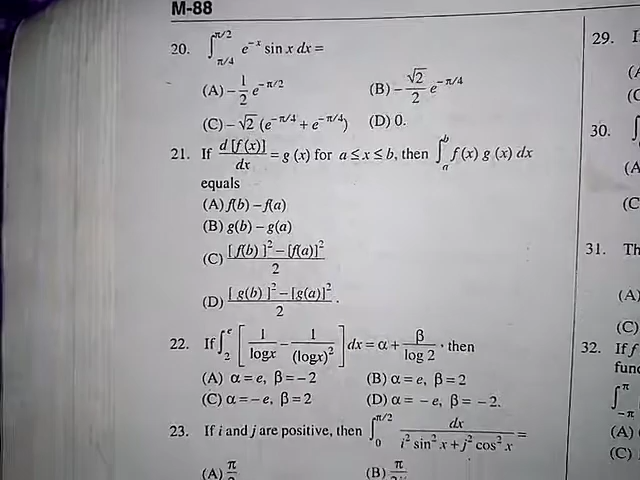 M-88
20. ∫_{π/4}^{π/2} e^{-x} sin x dx =
(A) – 1/2 e^{-π/2} (B) – √2/2 e^{-π/4}
(C) – √2 (e^{-π/4} + e^{-π/4}) (D) 0.
21. If d [f(x)]/dx = g (x) for a ≤ x ≤ b, then ∫_a^b f(x) g (x) dx
equals
(A) f(b) – f(a)
(B) g(b) – g(a)
(C) [ f(b) ]² – [f(a)]² / 2
(D) [ g(b) ]² – [g(a)]² / 2 .
22. If ∫_2^e [ 1/logx – 1/(logx)² ] dx = α + β/log 2 , then
(A) α = e, β = – 2 (B) α = e, β = 2
(C) α = – e, β = 2 (D) α = – e, β = – 2.
23. If i and j are positive, then ∫_0^{π/2} dx / i² sin² x + j² cos² x =
(A) π (B) π
29.
30.
31. Th
(A)
(C)
32. If f
func
∫_{-π}^{π}
(A)
(C)